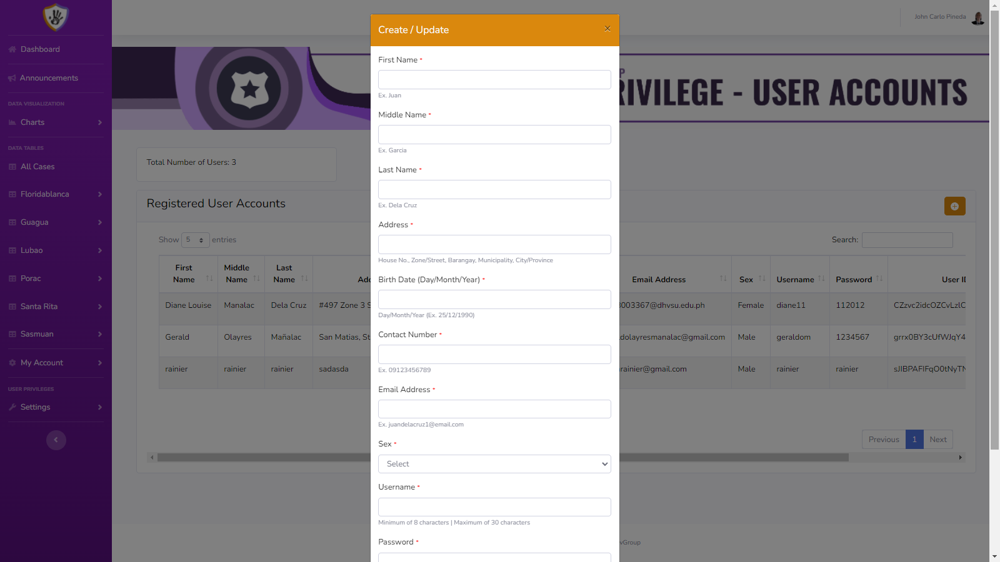 John Carlo Pineda
Dashboard
Announcements
DATA VISUALIZATION
Charts
DATA TABLES
All Cases
Floridablanca
Guagua
Lubao
Porac
Santa Rita
Sasmuan
My Account
USER PRIVILEGES
Settings
RIVILEGE - USER ACCOUNTS
Total Number of Users: 3
Registered User Accounts
Show 5 entries
Search:
First Name Middle Name Last Name Email Address Sex Username Password User
Diane Louise Manalac Dela Cruz #497 Zone 3 S 003367@dhvsu.edu.ph Female diane11 112012 CZzvc2idcOZCvLzlC
Gerald Olayres Mañalac San Matias, St dolayresmanalac@gmail.com Male geraldom 1234567 grrx0BY3cUfWJqY4
rainier rainier rainier sadasda rainier@gmail.com Male rainier rainier
Previous 1 Next
vGroup
Create / Update
×
First Name *
Ex. Juan
Middle Name *
Ex. Garcia
Last Name *
Ex. Dela Cruz
Address *
House No., Zone/Street, Barangay, Municipality, City/Province
Birth Date (Day/Month/Year) *
Day/Month/Year (Ex. 25/12/1990)
Contact Number *
Ex. 09123456789
Email Address *
Ex. juandelacruz1@email.com
Sex *
Select
Username *
Minimum of 8 characters | Maximum of 30 characters
Password *